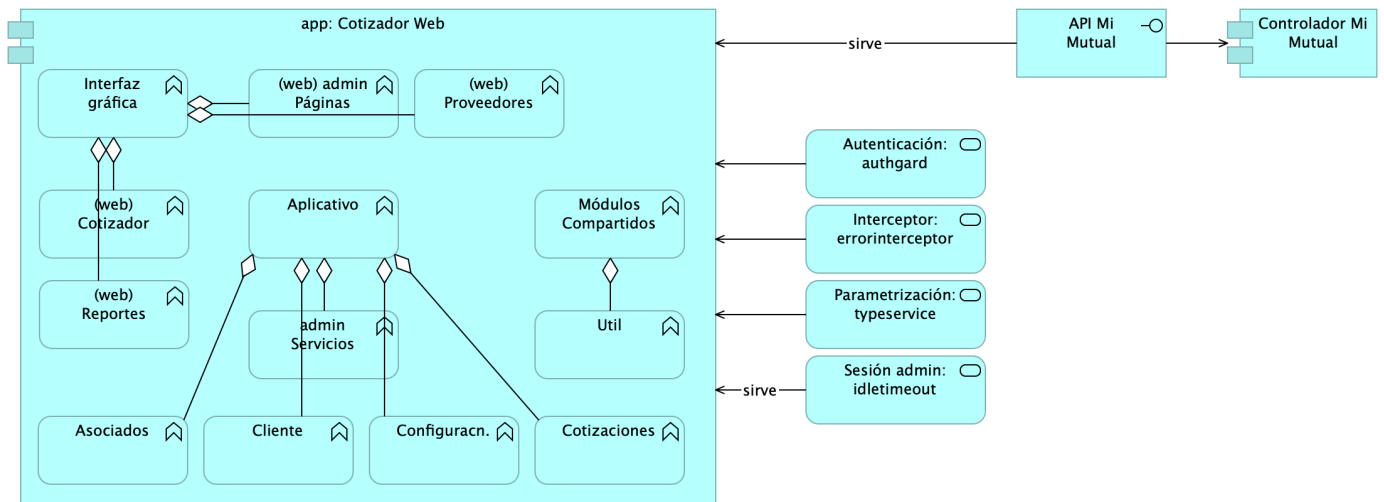 app: Cotizador Web
API Mi
Mutual
Controlador Mi
Mutual
sirve
Interfaz
gráfica
(web) admin
Páginas
(web)
Proveedores
Autenticación:
authgard
(web)
Cotizador
Aplicativo
Módulos
Compartidos
Interceptor:
errorinterceptor
(web)
Reportes
admin
Servicios
Util
Parametrización:
typeservice
sirve
Sesión admin:
idletimeout
Asociados
Cliente
Configuracn.
Cotizaciones